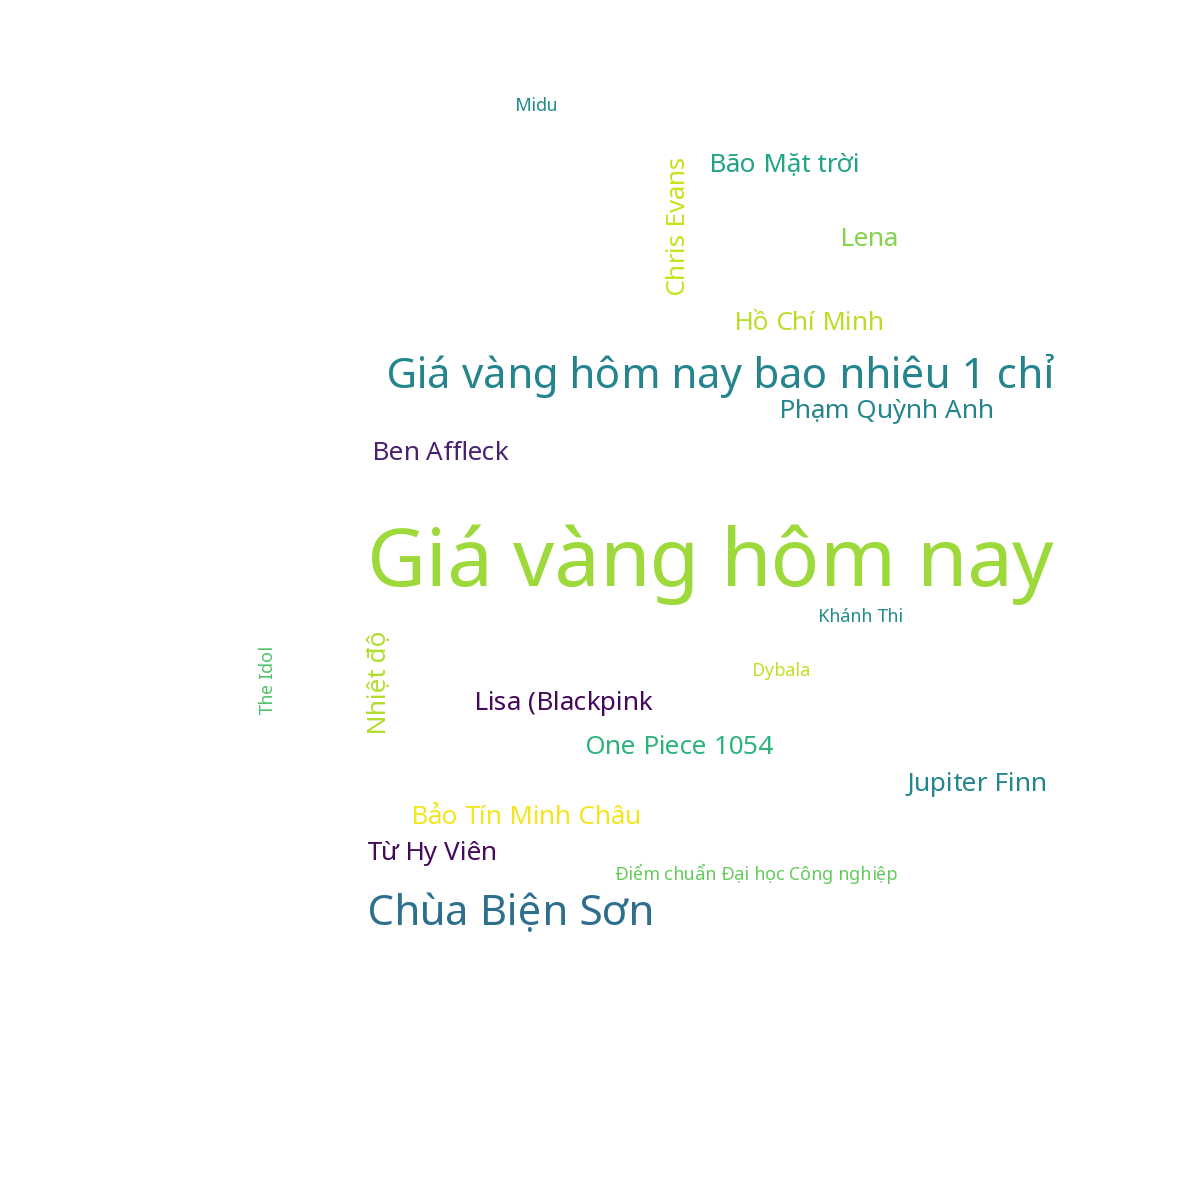 Midu
Bão Mặt trời
Chris Evans
Lena
Hồ Chí Minh
Giá vàng hôm nay bao nhiêu 1 chỉ
Phạm Quỳnh Anh
Ben Affleck
Giá vàng hôm nay
Khánh Thi
The Idol
Nhiệt độ
Dybala
Lisa (Blackpink
One Piece 1054
Jupiter Finn
Bảo Tín Minh Châu
Từ Hy Viên
Điểm chuẩn Đại học Công nghiệp
Chùa Biện Sơn